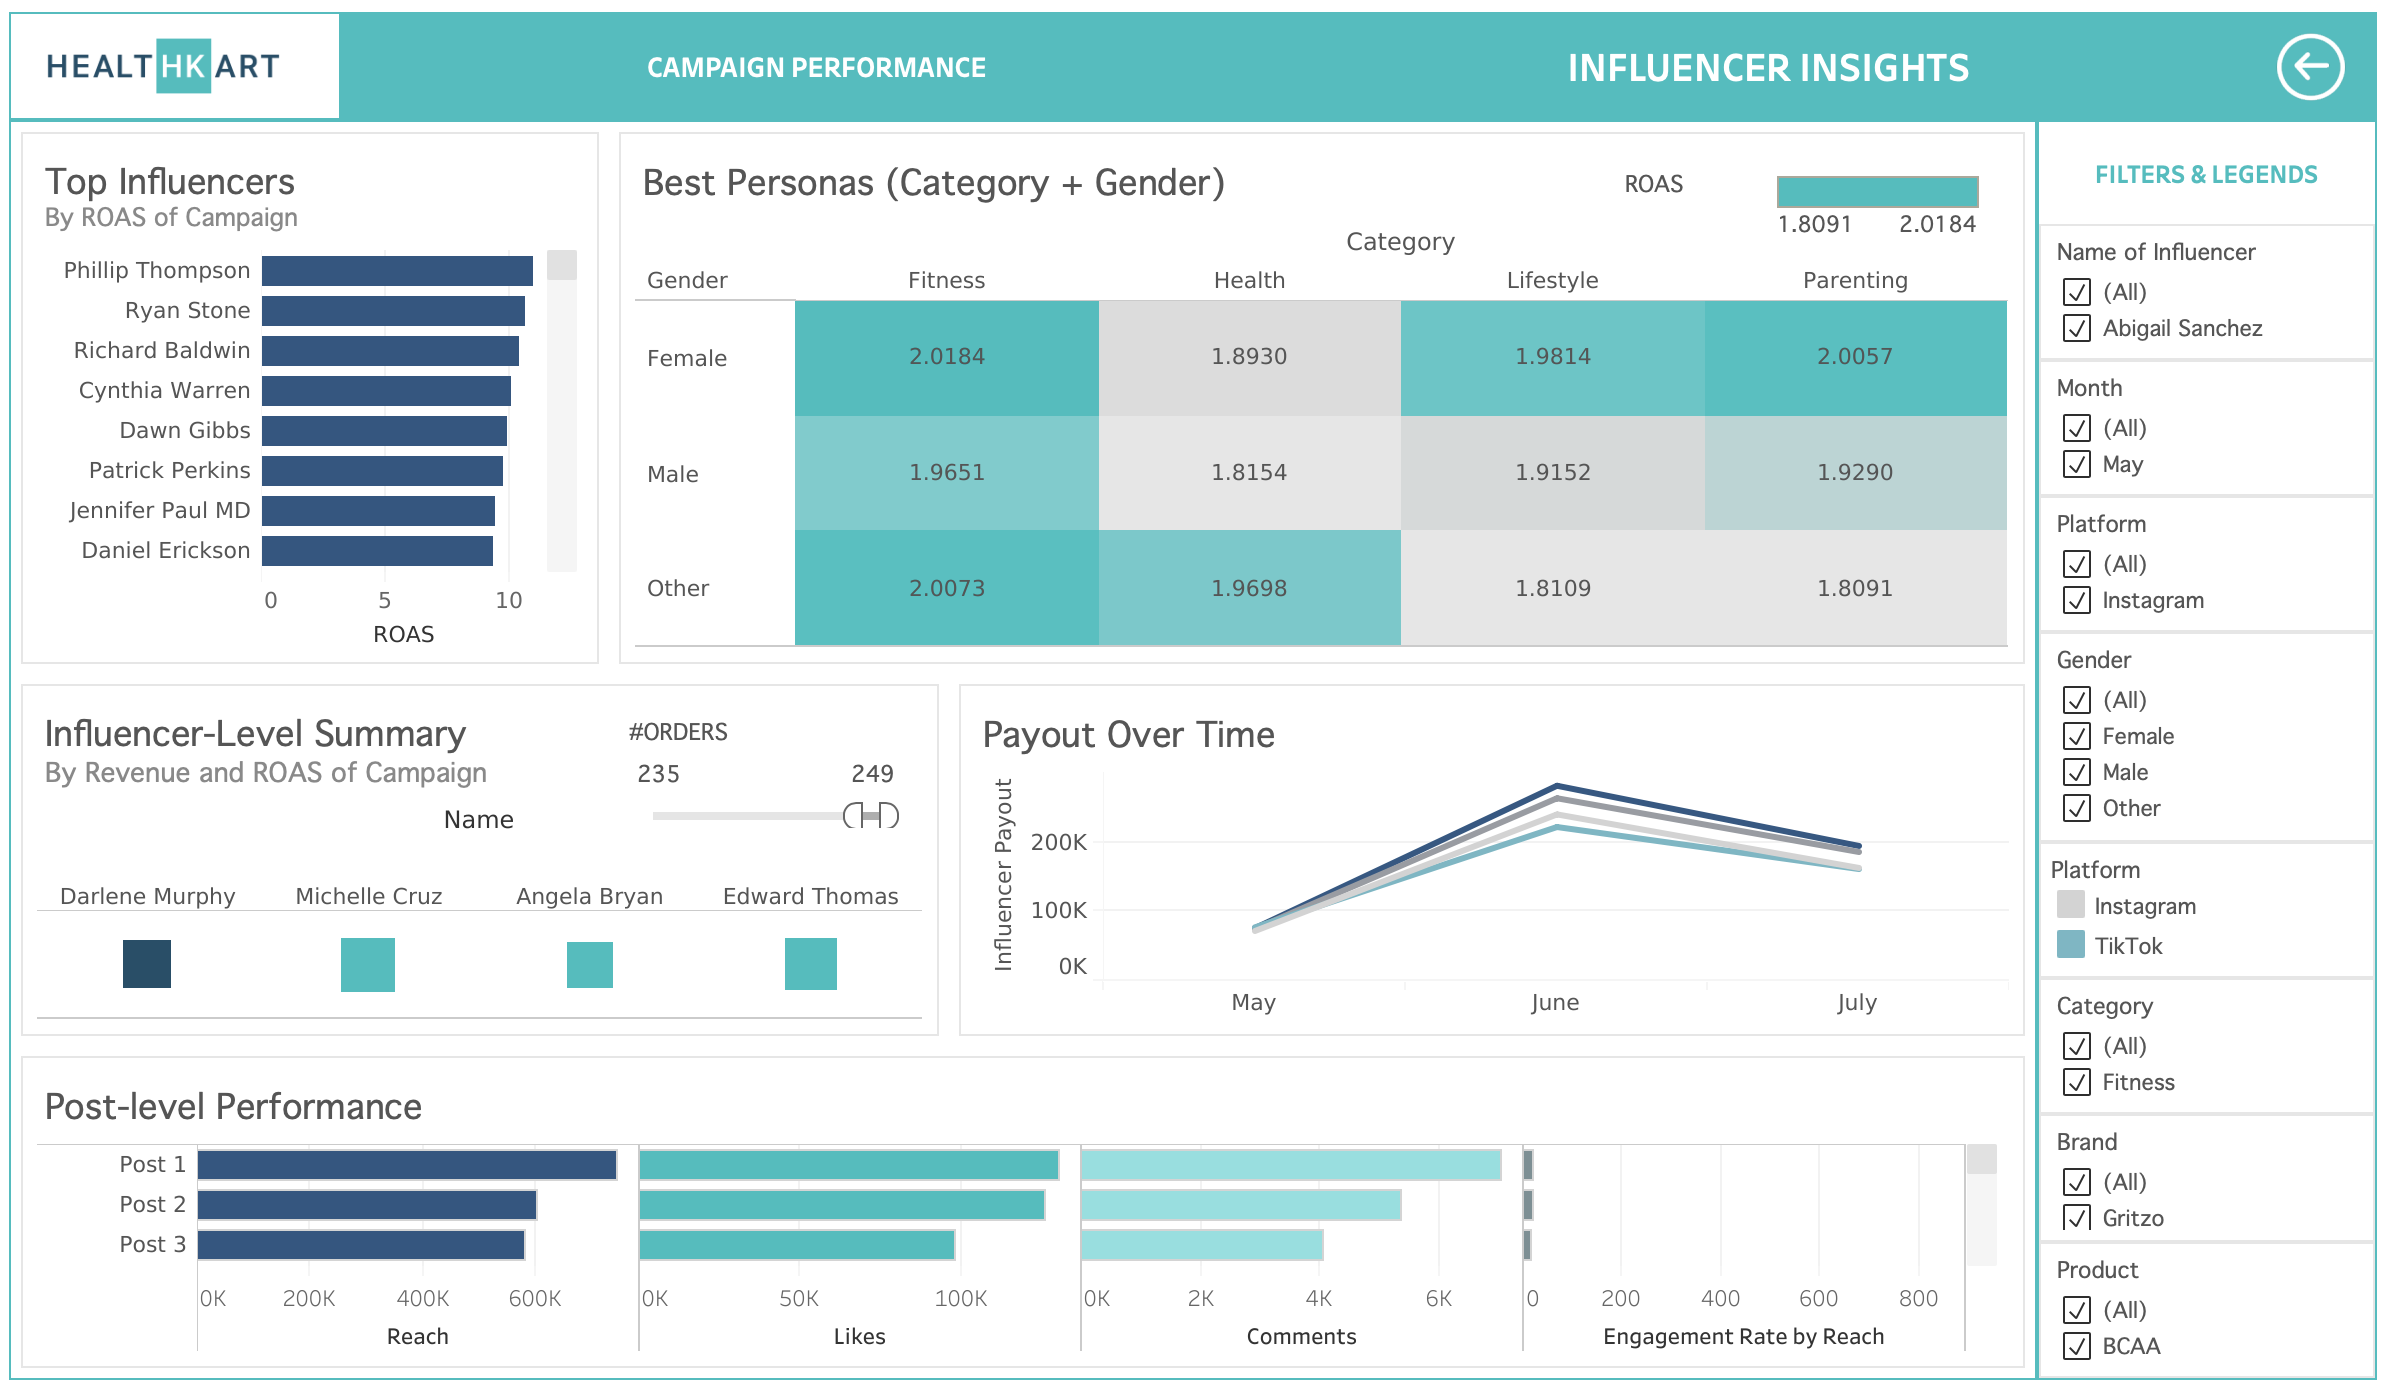 HEALTHKART
CAMPAIGN PERFORMANCE
INFLUENCER INSIGHTS
Top Influencers
By ROAS of Campaign
Phillip Thompson
Ryan Stone
Richard Baldwin
Cynthia Warren
Dawn Gibbs
Patrick Perkins
Jennifer Paul MD
Daniel Erickson
0 5 10
ROAS
Best Personas (Category + Gender)
ROAS
1.8091 2.0184
Category
Gender Fitness Health Lifestyle Parenting
Female 2.0184 1.8930 1.9814 2.0057
Male 1.9651 1.8154 1.9152 1.9290
Other 2.0073 1.9698 1.8109 1.8091
Influencer-Level Summary
By Revenue and ROAS of Campaign
#ORDERS
235 249
Name
Darlene Murphy Michelle Cruz Angela Bryan Edward Thomas
Payout Over Time
Influencer Payout
200K
100K
0K
May June July
Post-level Performance
Post 1
Post 2
Post 3
0K 200K 400K 600K 0K 50K 100K 0K 2K 4K 6K 0 200 400 600 800
Reach Likes Comments Engagement Rate by Reach
FILTERS & LEGENDS
Name of Influencer
(All)
Abigail Sanchez
Month
(All)
May
Platform
(All)
Instagram
Gender
(All)
Female
Male
Other
Platform
Instagram
TikTok
Category
(All)
Fitness
Brand
(All)
Gritzo
Product
(All)
BCAA